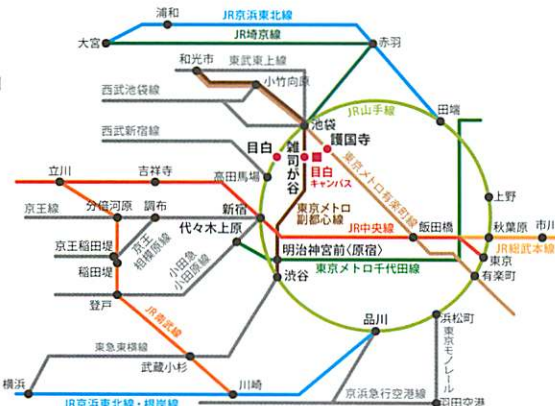 浦和
JR京浜東北線
大宮
JR埼京線
赤羽
和光市
東武東上線
小竹向原
西武池袋線
JR山手線
池袋
田端
西武新宿線
目白
雑司が谷
護国寺
目白
キャンパス
高田馬場
東京メトロ有楽町線
立川
吉祥寺
上野
京王線
分倍河原
調布
新宿
東京メトロ
副都心線
代々木上原
JR中央線
飯田橋
秋葉原
市川
JR総武本線
京王稲田堤
京王
相模原線
小田急
小田原線
明治神宮前〈原宿〉
東京
稲田堤
東京メトロ千代田線
有楽町
渋谷
登戸
JR南武線
品川
浜松町
東京モノレール
東急東横線
武蔵小杉
横浜
川崎
京浜急行空港線
JR京浜東北線・根岸線
羽田空港